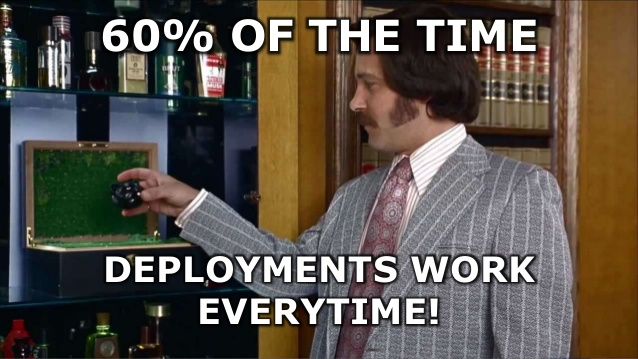 60% OF THE TIME
DEPLOYMENTS WORK
EVERYTIME!